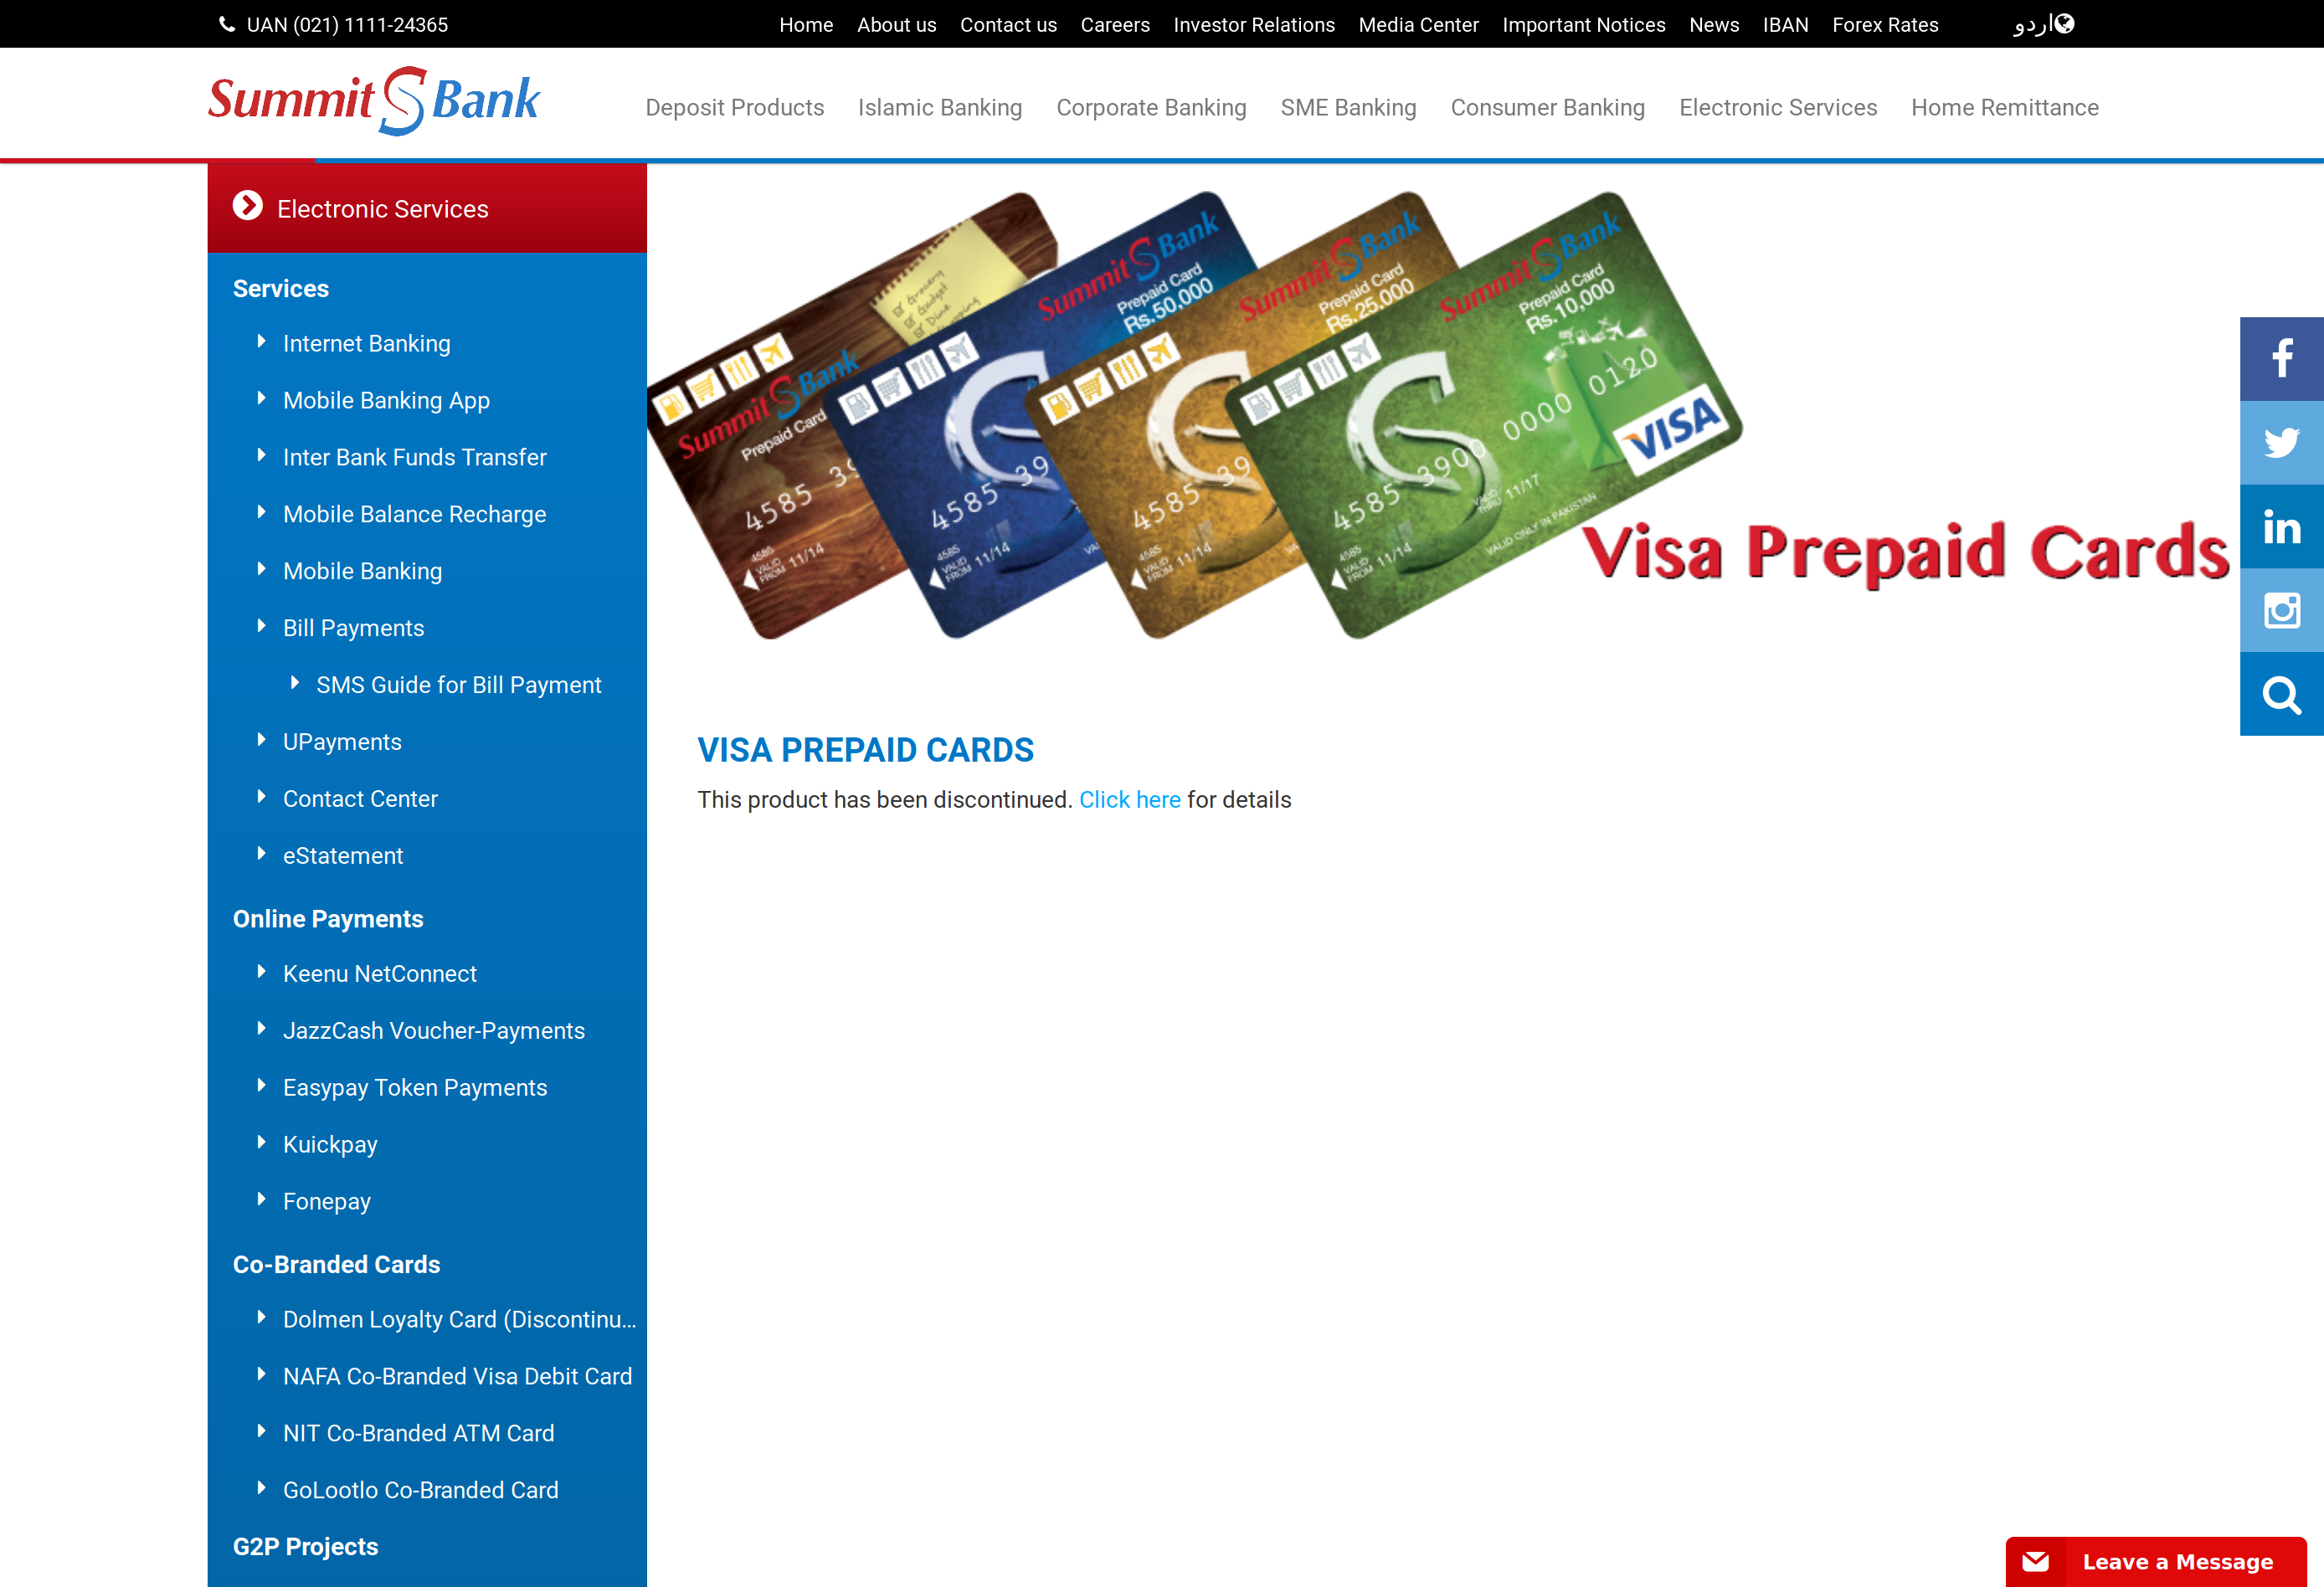 UAN (021) 1111-24365
Home About us Contact us Careers Investor Relations Media Center Important Notices News IBAN Forex Rates اردو
Summit S Bank
Deposit Products Islamic Banking Corporate Banking SME Banking Consumer Banking Electronic Services Home Remittance
Electronic Services
Services
Internet Banking
Mobile Banking App
Inter Bank Funds Transfer
Mobile Balance Recharge
Mobile Banking
Bill Payments
SMS Guide for Bill Payment
UPayments
Contact Center
eStatement
Online Payments
Keenu NetConnect
JazzCash Voucher-Payments
Easypay Token Payments
Kuickpay
Fonepay
Co-Branded Cards
Dolmen Loyalty Card (Discontinu...
NAFA Co-Branded Visa Debit Card
NIT Co-Branded ATM Card
GoLootlo Co-Branded Card
G2P Projects
Grocery
Gadget
Dine
Summit S Bank
Prepaid Card
4585 39
4585
VALID FROM 11/14
Summit S Bank
Prepaid Card
Rs.50,000
4585 39
4585
VALID FROM 11/14
Summit S Bank
Prepaid Card
Rs.25,000
4585 39
4585
VALID FROM 11/14
Summit S Bank
Prepaid Card
Rs.10,000
4585 3900 0000 0120
4585
VALID FROM 11/14
VALID THRU 11/17
VALID ONLY IN PAKISTAN
VISA
Visa Prepaid Cards
VISA PREPAID CARDS
This product has been discontinued. Click here for details
Leave a Message